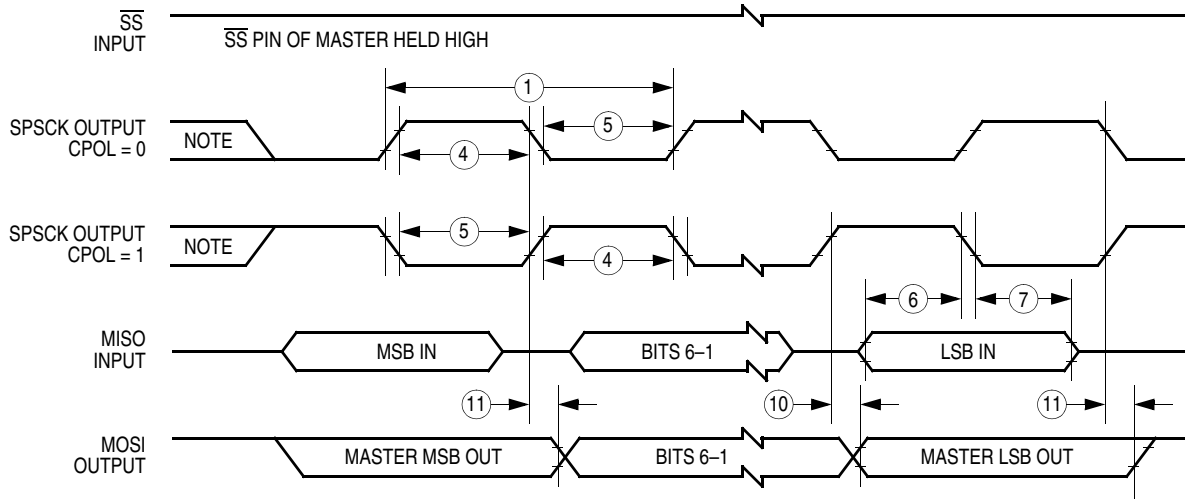 S̅S̅
INPUT
S̅S̅ PIN OF MASTER HELD HIGH
1
SPSCK OUTPUT
CPOL = 0
NOTE
5
4
SPSCK OUTPUT
CPOL = 1
NOTE
5
4
6
7
MISO
INPUT
MSB IN
BITS 6–1
LSB IN
11
10
11
MOSI
OUTPUT
MASTER MSB OUT
BITS 6–1
MASTER LSB OUT